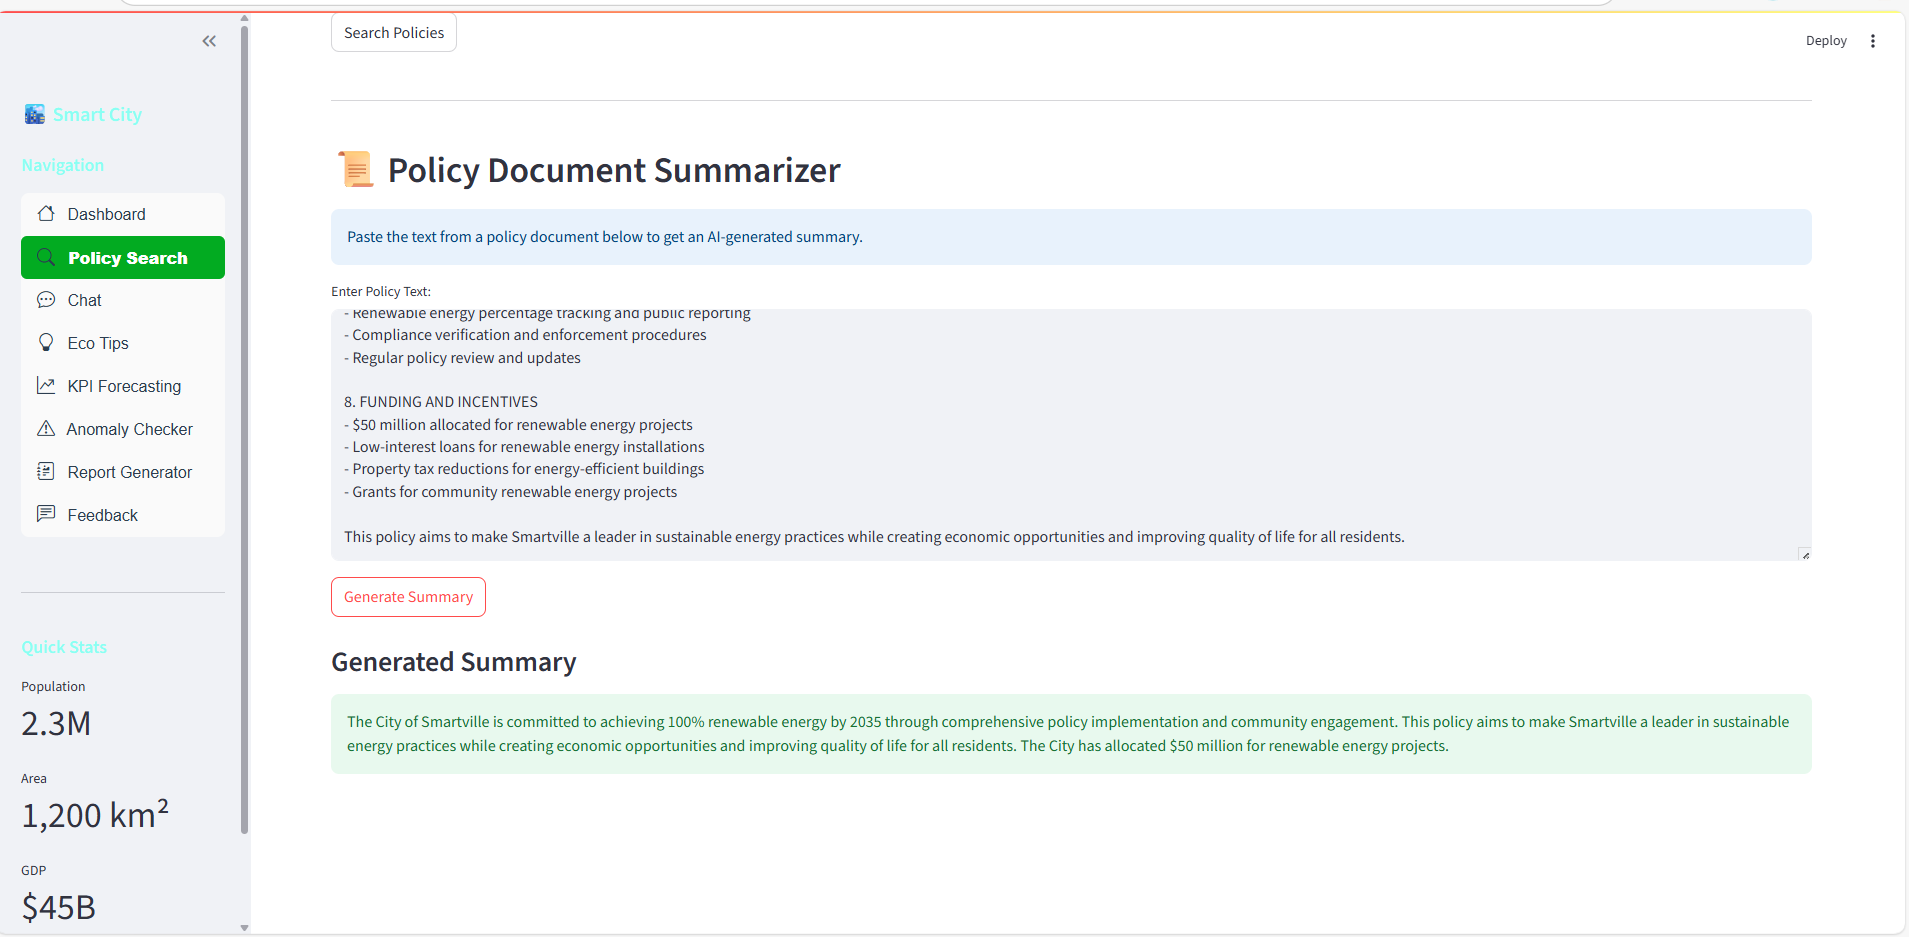 Search Policies
Deploy
Smart City
Navigation
Dashboard
Policy Search
Chat
Eco Tips
KPI Forecasting
Anomaly Checker
Report Generator
Feedback
Quick Stats
Population
2.3M
Area
1,200 km²
GDP
$45B
Policy Document Summarizer
Paste the text from a policy document below to get an AI-generated summary.
Enter Policy Text:
- Renewable energy percentage tracking and public reporting
- Compliance verification and enforcement procedures
- Regular policy review and updates
8. FUNDING AND INCENTIVES
- $50 million allocated for renewable energy projects
- Low-interest loans for renewable energy installations
- Property tax reductions for energy-efficient buildings
- Grants for community renewable energy projects
This policy aims to make Smartville a leader in sustainable energy practices while creating economic opportunities and improving quality of life for all residents.
Generate Summary
Generated Summary
The City of Smartville is committed to achieving 100% renewable energy by 2035 through comprehensive policy implementation and community engagement. This policy aims to make Smartville a leader in sustainable
energy practices while creating economic opportunities and improving quality of life for all residents. The City has allocated $50 million for renewable energy projects.